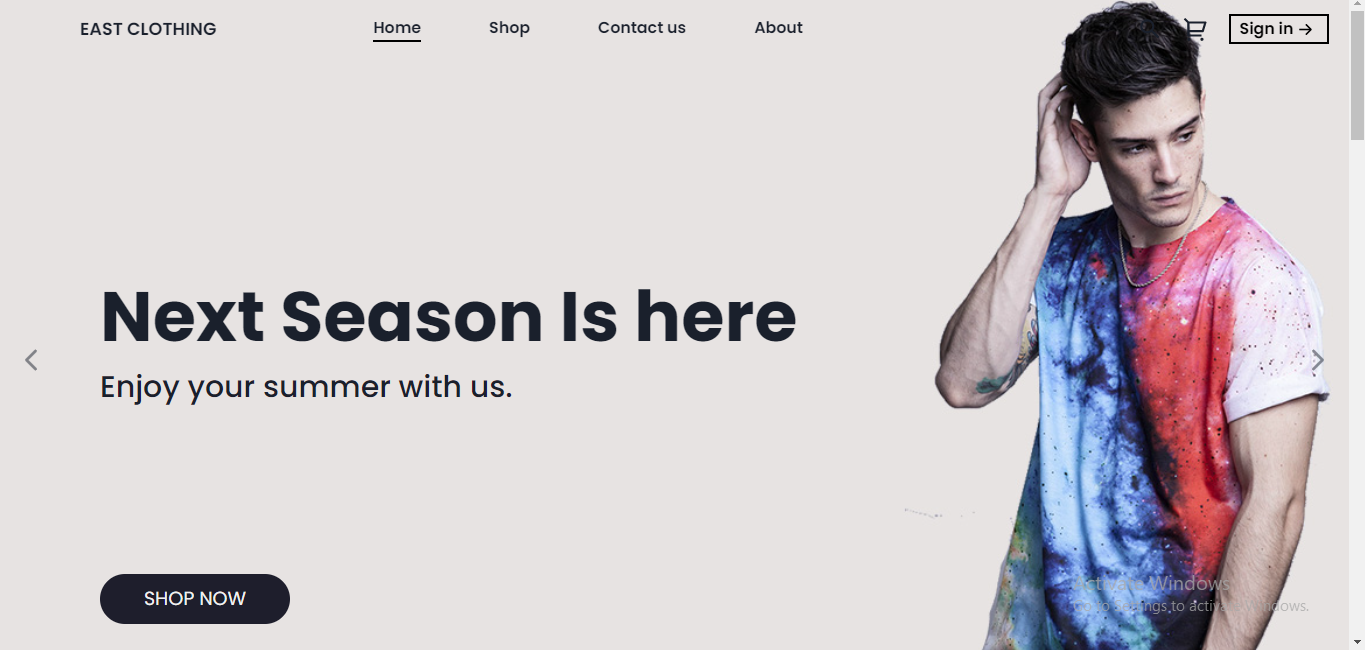 EAST CLOTHING
Home
Shop
Contact us
About
Sign in →
Next Season Is here
Enjoy your summer with us.
SHOP NOW
Activate Windows
Go to Settings to activate Windows.